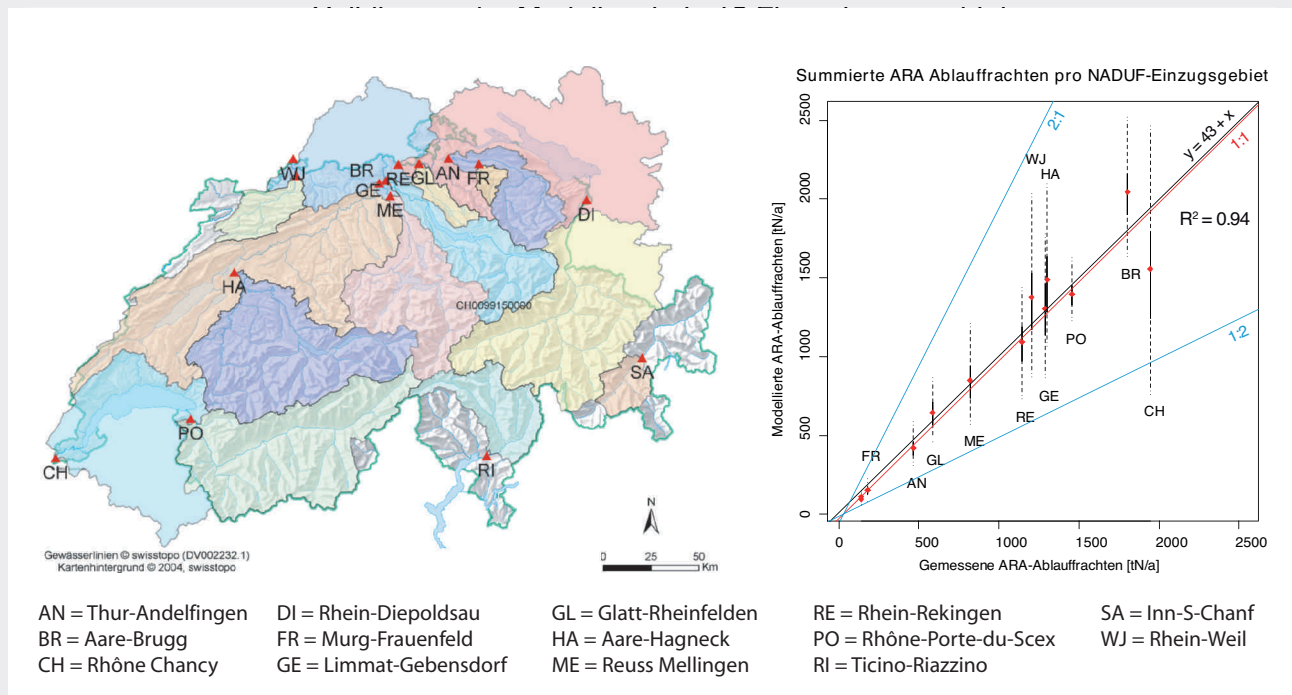 WJ
BR
RE
GL
AN
FR
GE
ME
DI
HA
CH0099150000
SA
PO
CH
RI
N
0 25 50
Km
Gewässerlinien © swisstopo (DV002232.1)
Kartenhintergrund © 2004, swisstopo
Summierte ARA Ablauffrachten pro NADUF-Einzugsgebiet
Modellierte ARA-Ablauffrachten [tN/a]
2500
2000
1500
1000
500
0
2:1
y = 43 + x
1:1
R² = 0.94
1:2
WJ
HA
BR
PO
GE
CH
RE
ME
GL
FR
AN
0 500 1000 1500 2000 2500
Gemessene ARA-Ablauffrachten [tN/a]
AN = Thur-Andelfingen
BR = Aare-Brugg
CH = Rhône Chancy
DI = Rhein-Diepoldsau
FR = Murg-Frauenfeld
GE = Limmat-Gebensdorf
GL = Glatt-Rheinfelden
HA = Aare-Hagneck
ME = Reuss Mellingen
RE = Rhein-Rekingen
PO = Rhône-Porte-du-Scex
RI = Ticino-Riazzino
SA = Inn-S-Chanf
WJ = Rhein-Weil